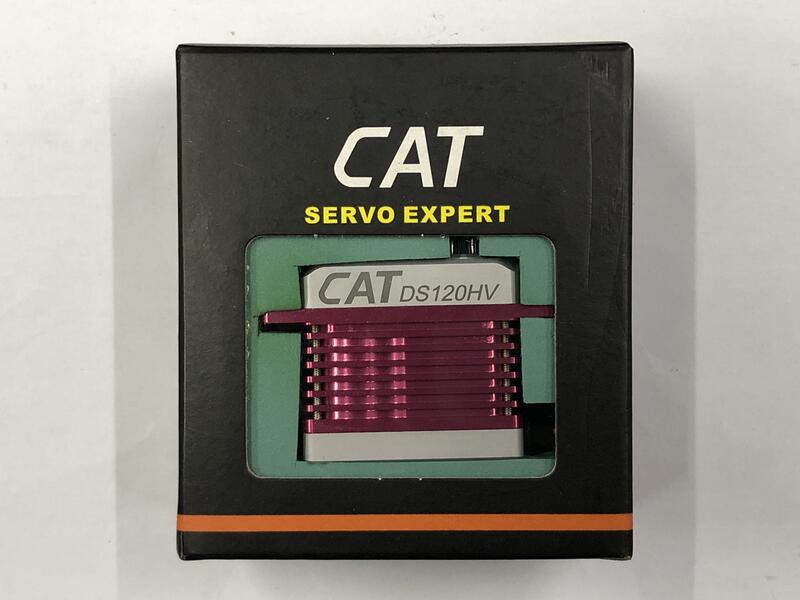 CAT
SERVO EXPERT
CAT DS120HV